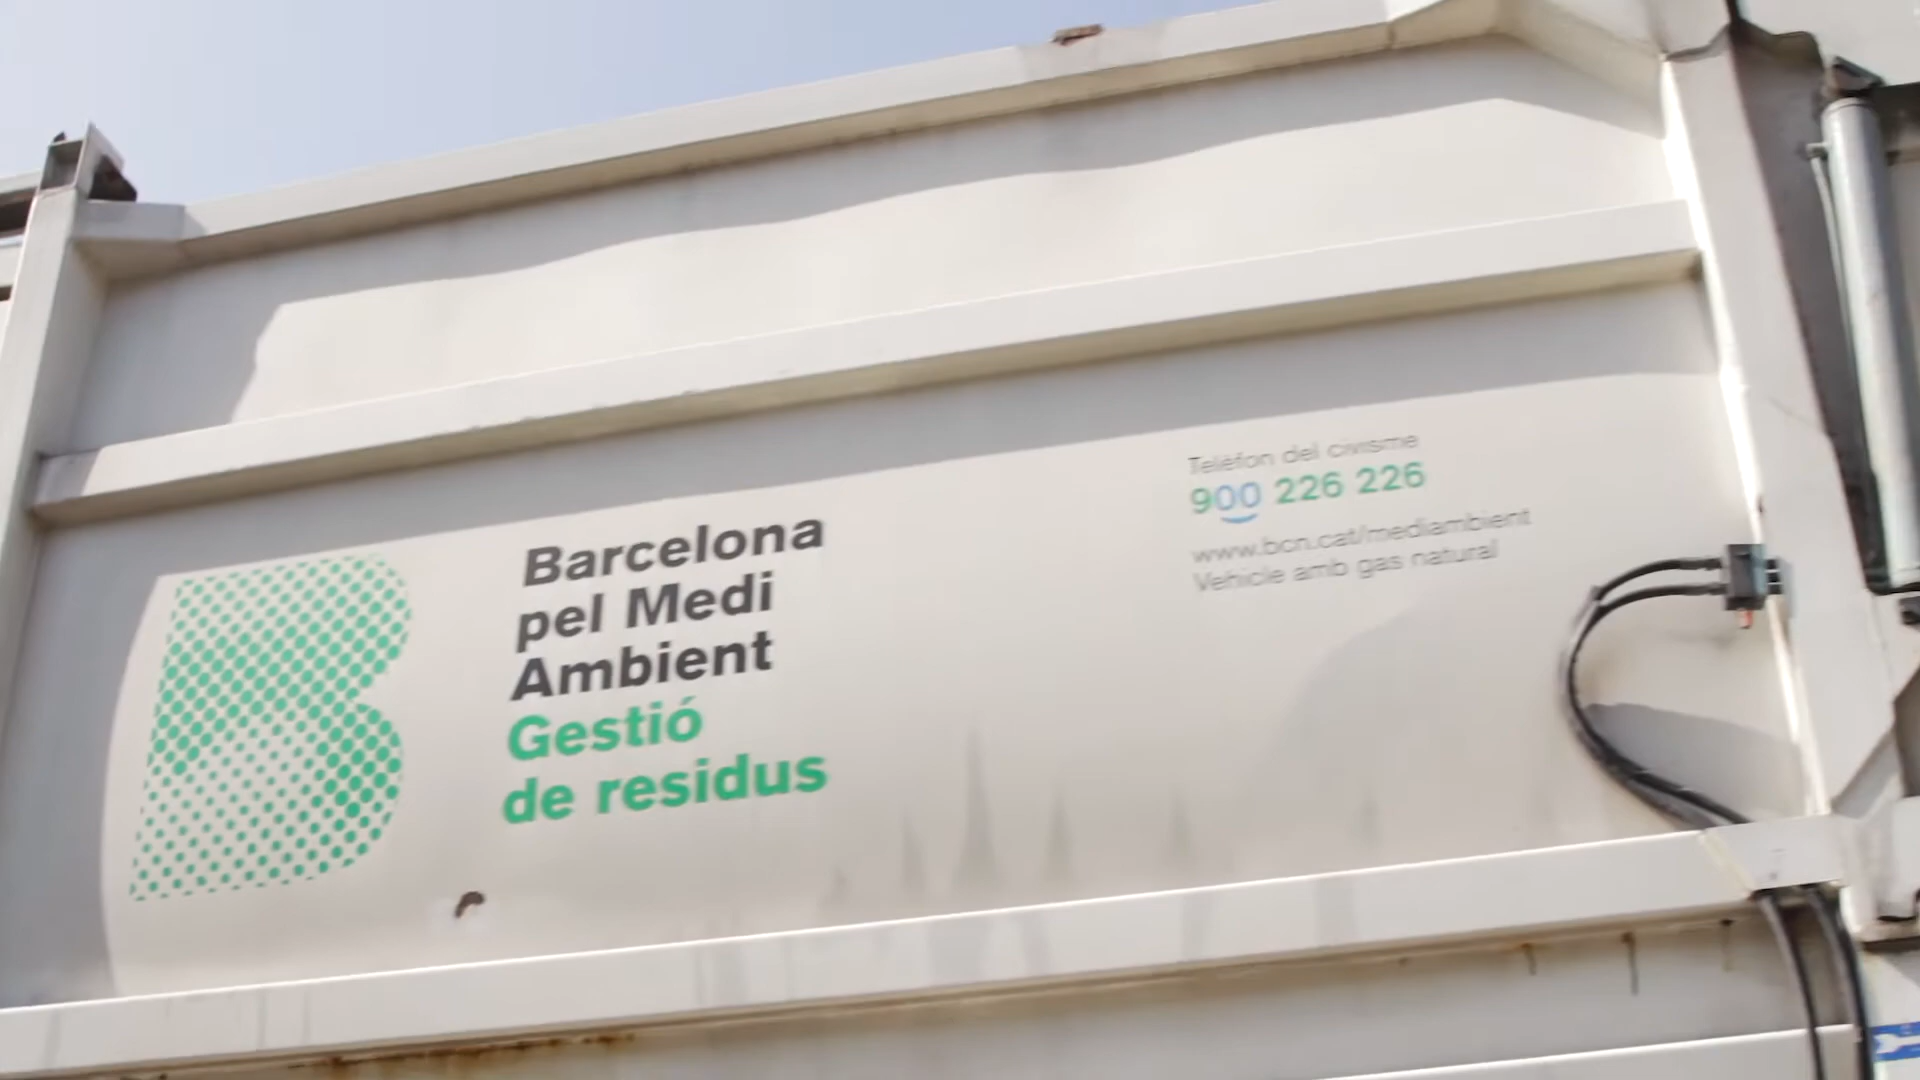 B
Barcelona
pel Medi
Ambient
Gestió
de residus
Telèfon del civisme
900 226 226
www.bcn.cat/mediambient
Vehicle amb gas natural